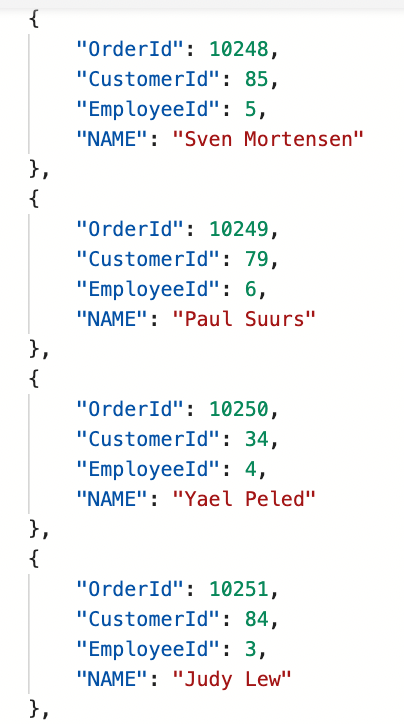 {
"OrderId": 10248,
"CustomerId": 85,
"EmployeeId": 5,
"NAME": "Sven Mortensen"
},
{
"OrderId": 10249,
"CustomerId": 79,
"EmployeeId": 6,
"NAME": "Paul Suurs"
},
{
"OrderId": 10250,
"CustomerId": 34,
"EmployeeId": 4,
"NAME": "Yael Peled"
},
{
"OrderId": 10251,
"CustomerId": 84,
"EmployeeId": 3,
"NAME": "Judy Lew"
},